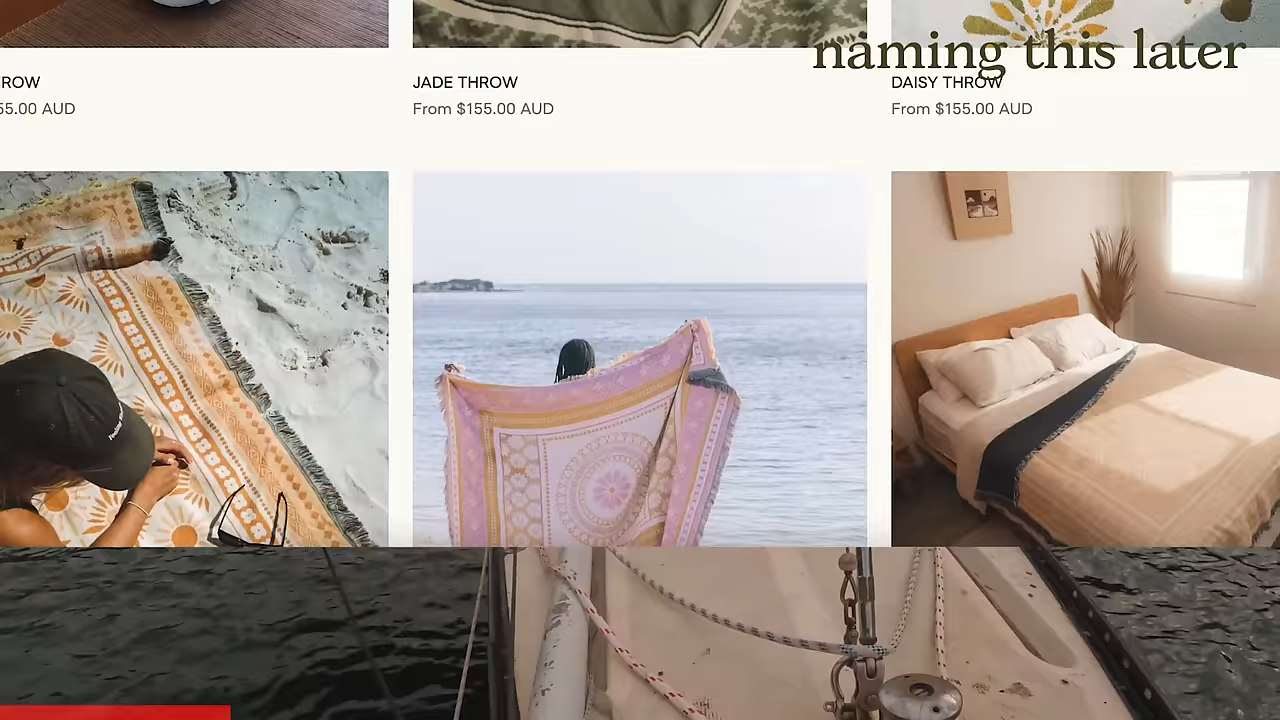 naming this later
ROW
JADE THROW
DAISY THROW
55.00 AUD
From $155.00 AUD
From $155.00 AUD